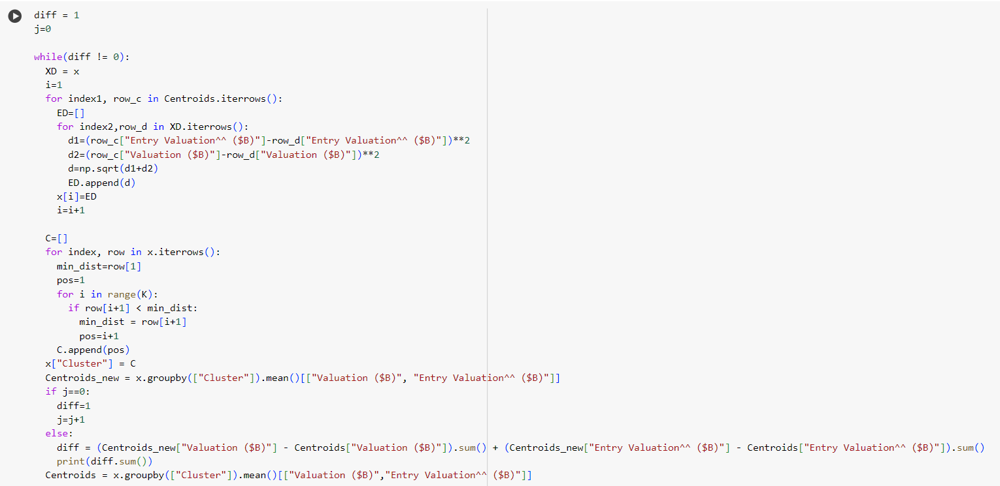 diff = 1
j=0
while(diff != 0):
  XD = x
  i=1
  for index1, row_c in Centroids.iterrows():
    ED=[]
    for index2,row_d in XD.iterrows():
      d1=(row_c["Entry Valuation^^ ($B)"]-row_d["Entry Valuation^^ ($B)"])**2
      d2=(row_c["Valuation ($B)"]-row_d["Valuation ($B)"])**2
      d=np.sqrt(d1+d2)
      ED.append(d)
    x[i]=ED
    i=i+1
  C=[]
  for index, row in x.iterrows():
    min_dist=row[1]
    pos=1
    for i in range(K):
      if row[i+1] < min_dist:
        min_dist = row[i+1]
        pos=i+1
    C.append(pos)
  x["Cluster"] = C
  Centroids_new = x.groupby(["Cluster"]).mean()[["Valuation ($B)", "Entry Valuation^^ ($B)"]]
  if j==0:
    diff=1
    j=j+1
  else:
    diff = (Centroids_new["Valuation ($B)"] - Centroids["Valuation ($B)"]).sum() + (Centroids_new["Entry Valuation^^ ($B)"] - Centroids["Entry Valuation^^ ($B)"]).sum()
    print(diff.sum())
  Centroids = x.groupby(["Cluster"]).mean()[["Valuation ($B)","Entry Valuation^^ ($B)"]]